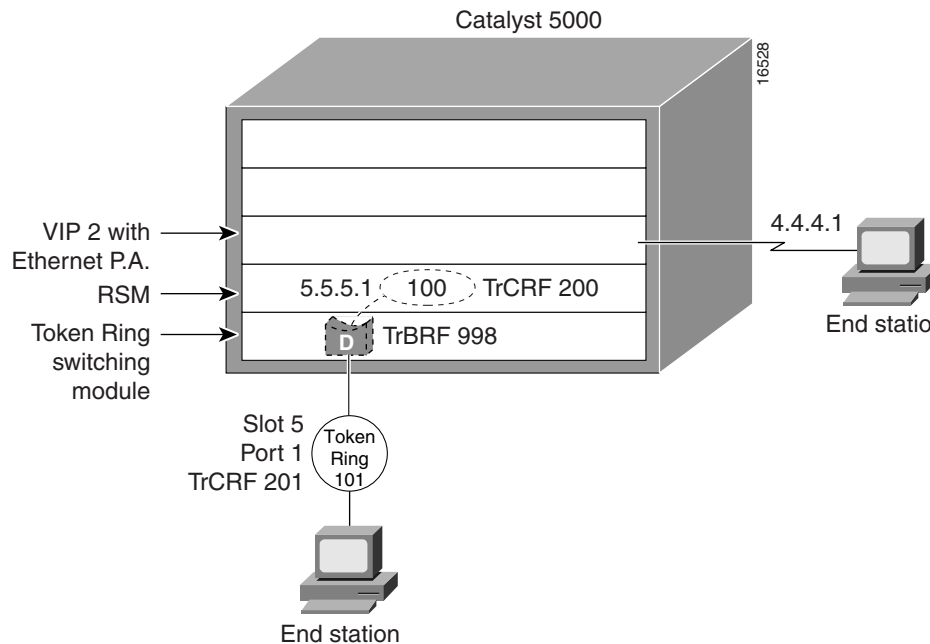 Catalyst 5000
16528
VIP 2 with
Ethernet P.A.
4.4.4.1
RSM
5.5.5.1
100
TrCRF 200
End statio
Token Ring
switching
module
D
TrBRF 998
Slot 5
Port 1
TrCRF 201
Token
Ring
101
End station